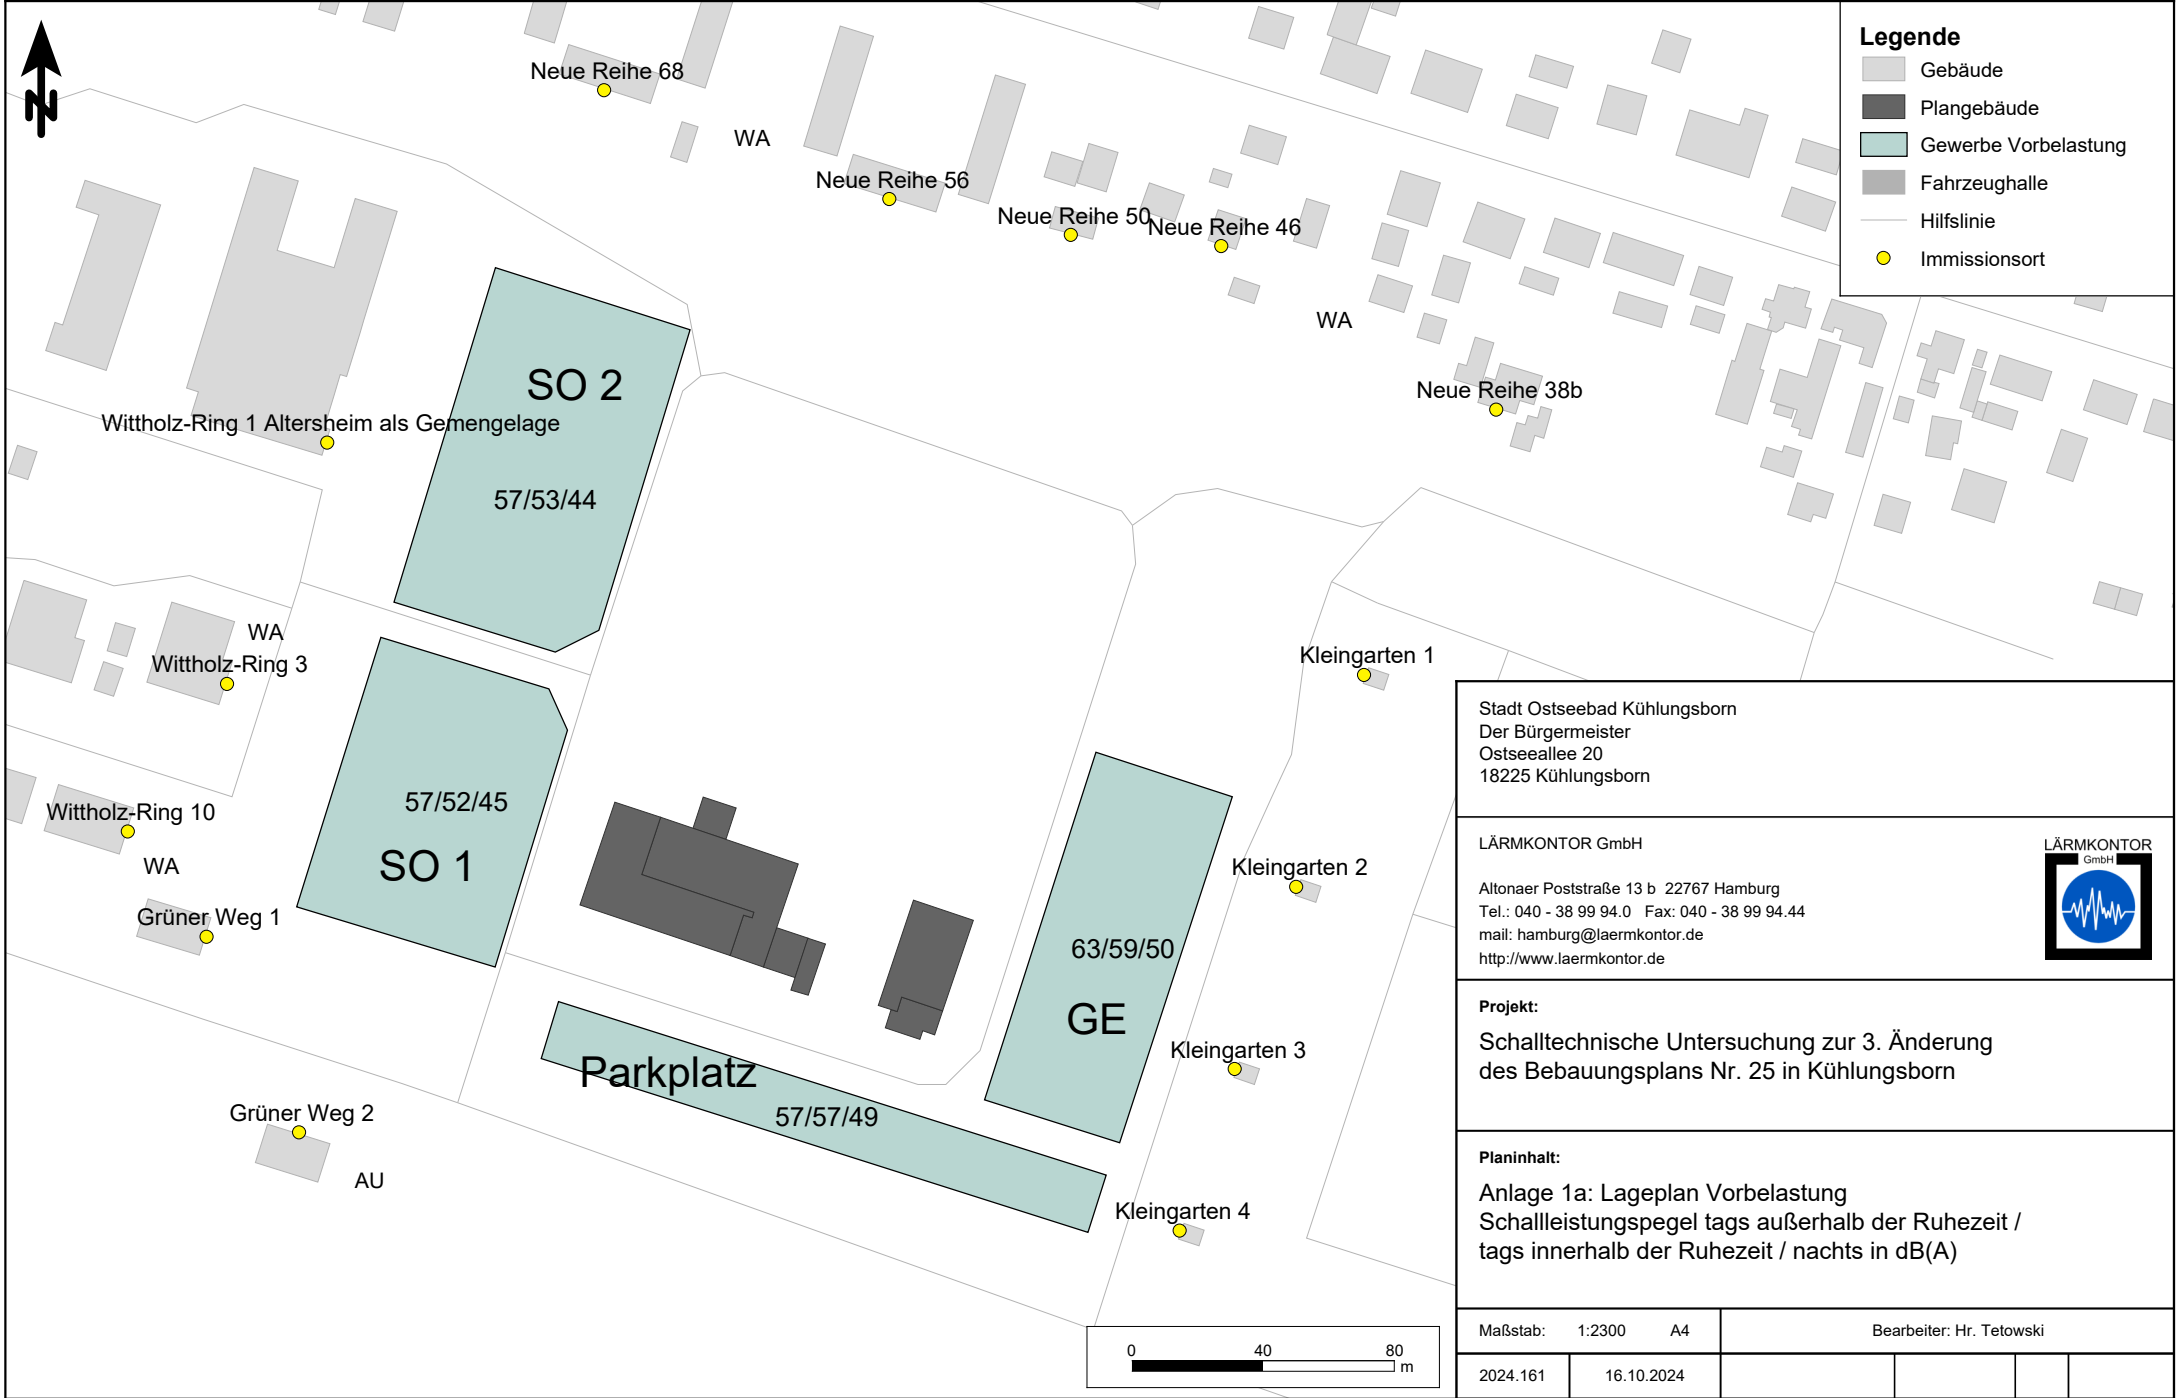 Legende
Gebäude
Plangebäude
Gewerbe Vorbelastung
Fahrzeughalle
Hilfslinie
Immissionsort
N
Neue Reihe 68
WA
Neue Reihe 56
Neue Reihe 50
Neue Reihe 46
WA
Neue Reihe 38b
SO 2
Wittholz-Ring 1 Altersheim als Gemengelage
57/53/44
WA
Wittholz-Ring 3
Kleingarten 1
57/52/45
SO 1
Wittholz-Ring 10
WA
Grüner Weg 1
Kleingarten 2
63/59/50
GE
Kleingarten 3
Parkplatz
57/57/49
Grüner Weg 2
AU
Kleingarten 4
0 40 80
m
Stadt Ostseebad Kühlungsborn
Der Bürgermeister
Ostseeallee 20
18225 Kühlungsborn
LÄRMKONTOR GmbH
Altonaer Poststraße 13 b 22767 Hamburg
Tel.: 040 - 38 99 94.0 Fax: 040 - 38 99 94.44
mail: hamburg@laermkontor.de
http://www.laermkontor.de
LÄRMKONTOR
GmbH
Projekt:
Schalltechnische Untersuchung zur 3. Änderung
des Bebauungsplans Nr. 25 in Kühlungsborn
Planinhalt:
Anlage 1a: Lageplan Vorbelastung
Schallleistungspegel tags außerhalb der Ruhezeit /
tags innerhalb der Ruhezeit / nachts in dB(A)
Maßstab: 1:2300 A4
Bearbeiter: Hr. Tetowski
2024.161 16.10.2024